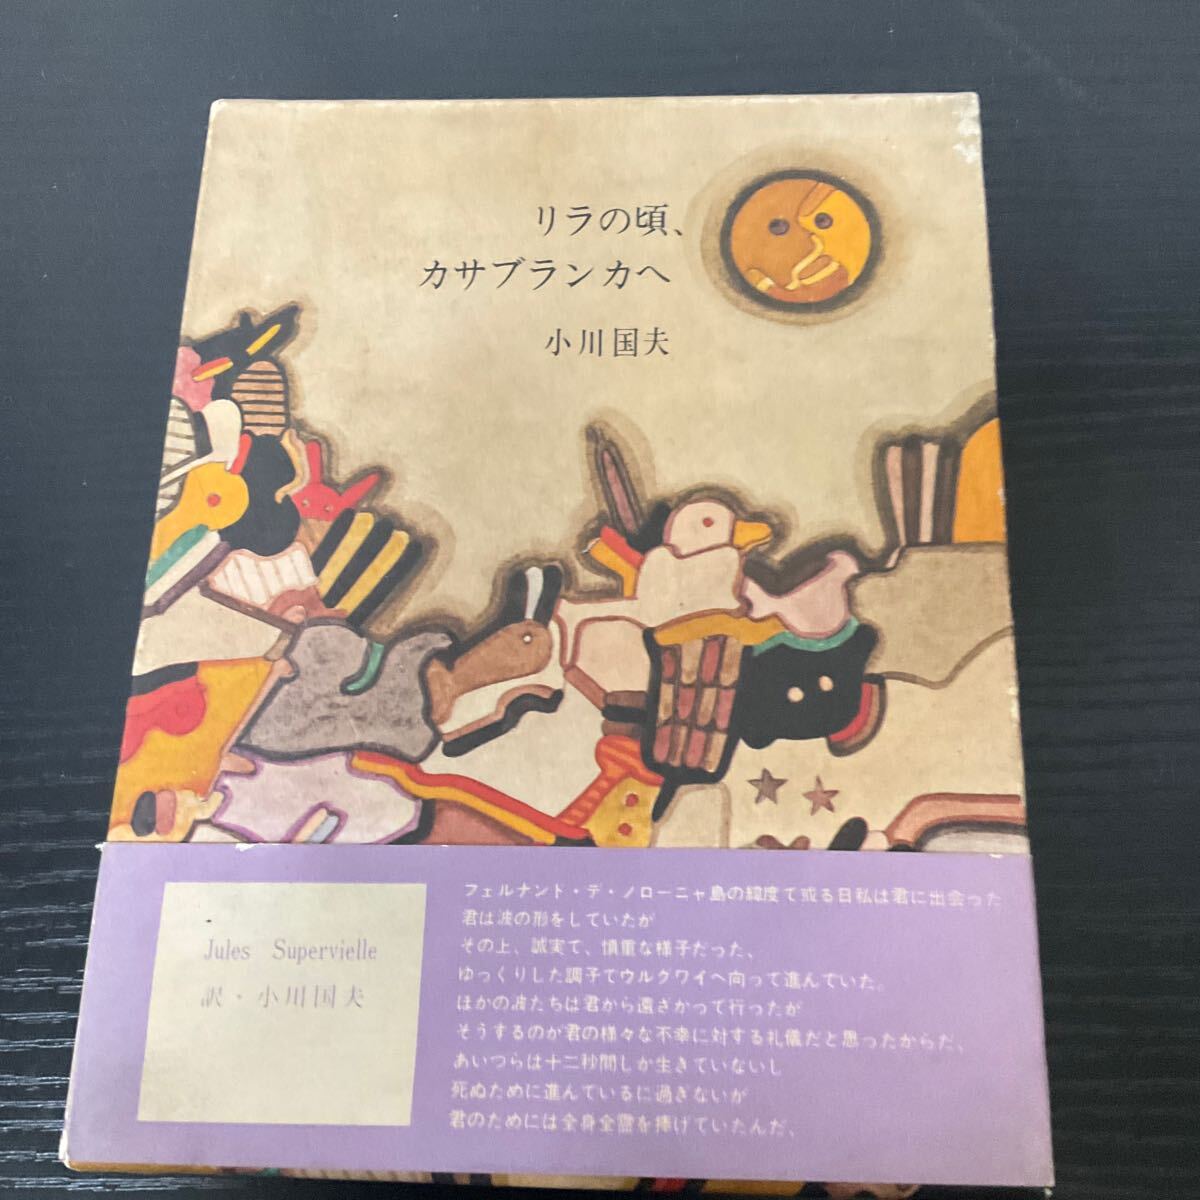 リラの頃、
カサブランカへ
小川国夫
Jules Supervielle
訳・小川国夫
フェルナンド・デ・ノローニャ島の緯度で或る日私は君に出会った
君は波の形をしていたが
その上、誠実で、慎重な様子だった、
ゆっくりした調子でウルクワイへ向って進んでいた。
ほかの波たちは君から遠ざかって行ったが
そうするのが君の様々な不幸に対する礼儀だと思ったからだ、
あいつらは十二秒間しか生きていないし
死ぬために進んでいるに過ぎないが
君のためには全身全霊を捧げていたんだ、